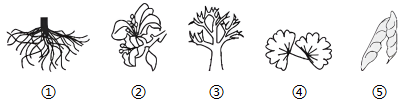 ① ② ③ ④ ⑤